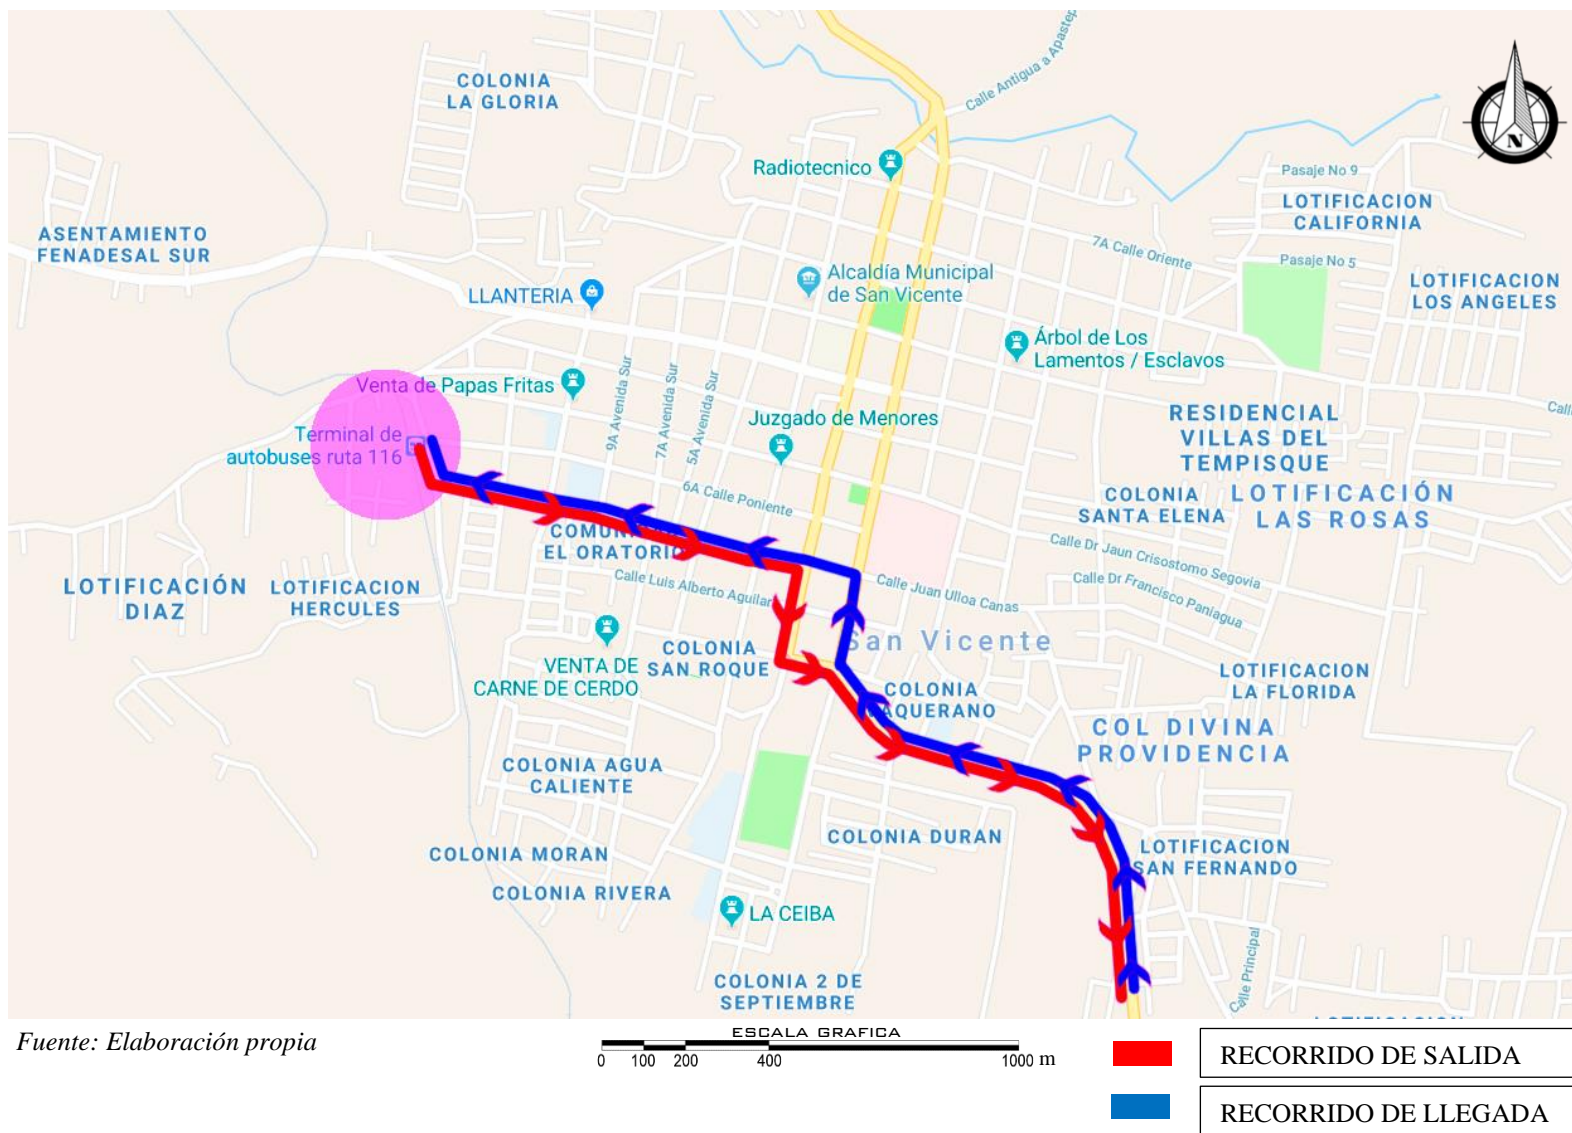 COLONIA
LA GLORIA
Calle Antigua a Apastep
Radiotecnico
Pasaje No 9
LOTIFICACION
CALIFORNIA
N
ASENTAMIENTO
FENADESAL SUR
7A Calle Oriente
Pasaje No 5
LLANTERIA
Alcaldía Municipal
de San Vicente
LOTIFICACION
LOS ANGELES
Árbol de Los
Lamentos / Esclavos
Venta de Papas Fritas
9A Avenida Sur
7A Avenida Sur
5A Avenida Sur
Juzgado de Menores
RESIDENCIAL
VILLAS DEL
TEMPISQUE
Call
Terminal de
autobuses ruta 116
6A Calle Poniente
COLONIA
SANTA ELENA
LOTIFICACIÓN
LAS ROSAS
COMUN
EL ORATORIO
Calle Dr Jaun Crisostomo Segovia
Calle Dr Francisco Paniagua
Calle Luis Alberto Aguilar
Calle Juan Ulloa Canas
LOTIFICACIÓN
DIAZ
LOTIFICACION
HERCULES
San Vicente
COLONIA
SAN ROQUE
VENTA DE
CARNE DE CERDO
COLONIA
VAQUERANO
LOTIFICACION
LA FLORIDA
COL DIVINA
PROVIDENCIA
COLONIA AGUA
CALIENTE
COLONIA DURAN
LOTIFICACION
SAN FERNANDO
COLONIA MORAN
COLONIA RIVERA
LA CEIBA
Calle Principal
COLONIA 2 DE
SEPTIEMBRE
LOTIFICACION
Fuente: Elaboración propia
ESCALA GRAFICA
0 100 200 400 1000 m
RECORRIDO DE SALIDA
RECORRIDO DE LLEGADA